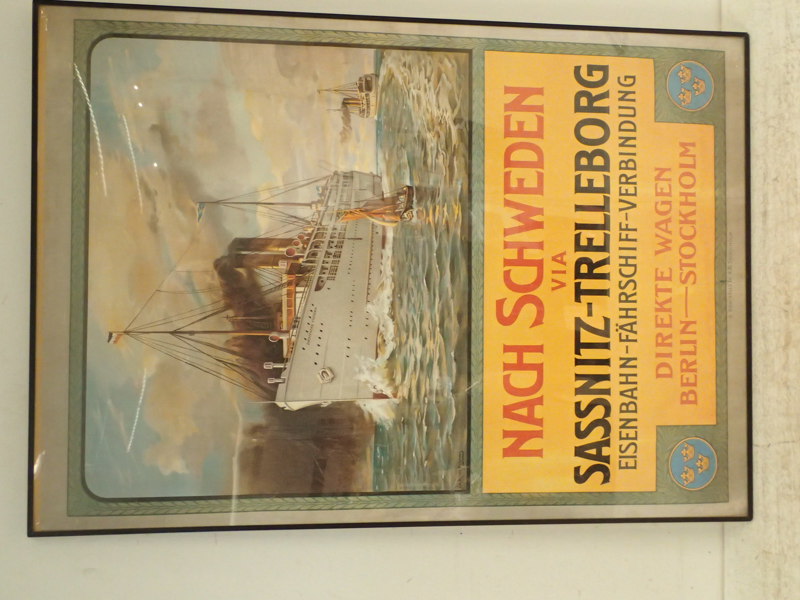 NACH SCHWEDEN
VIA
SASSNITZ-TRELLEBORG
EISENBAHN-FÄHRSCHIFF-VERBINDUNG
DIREKTE WAGEN
BERLIN—STOCKHOLM